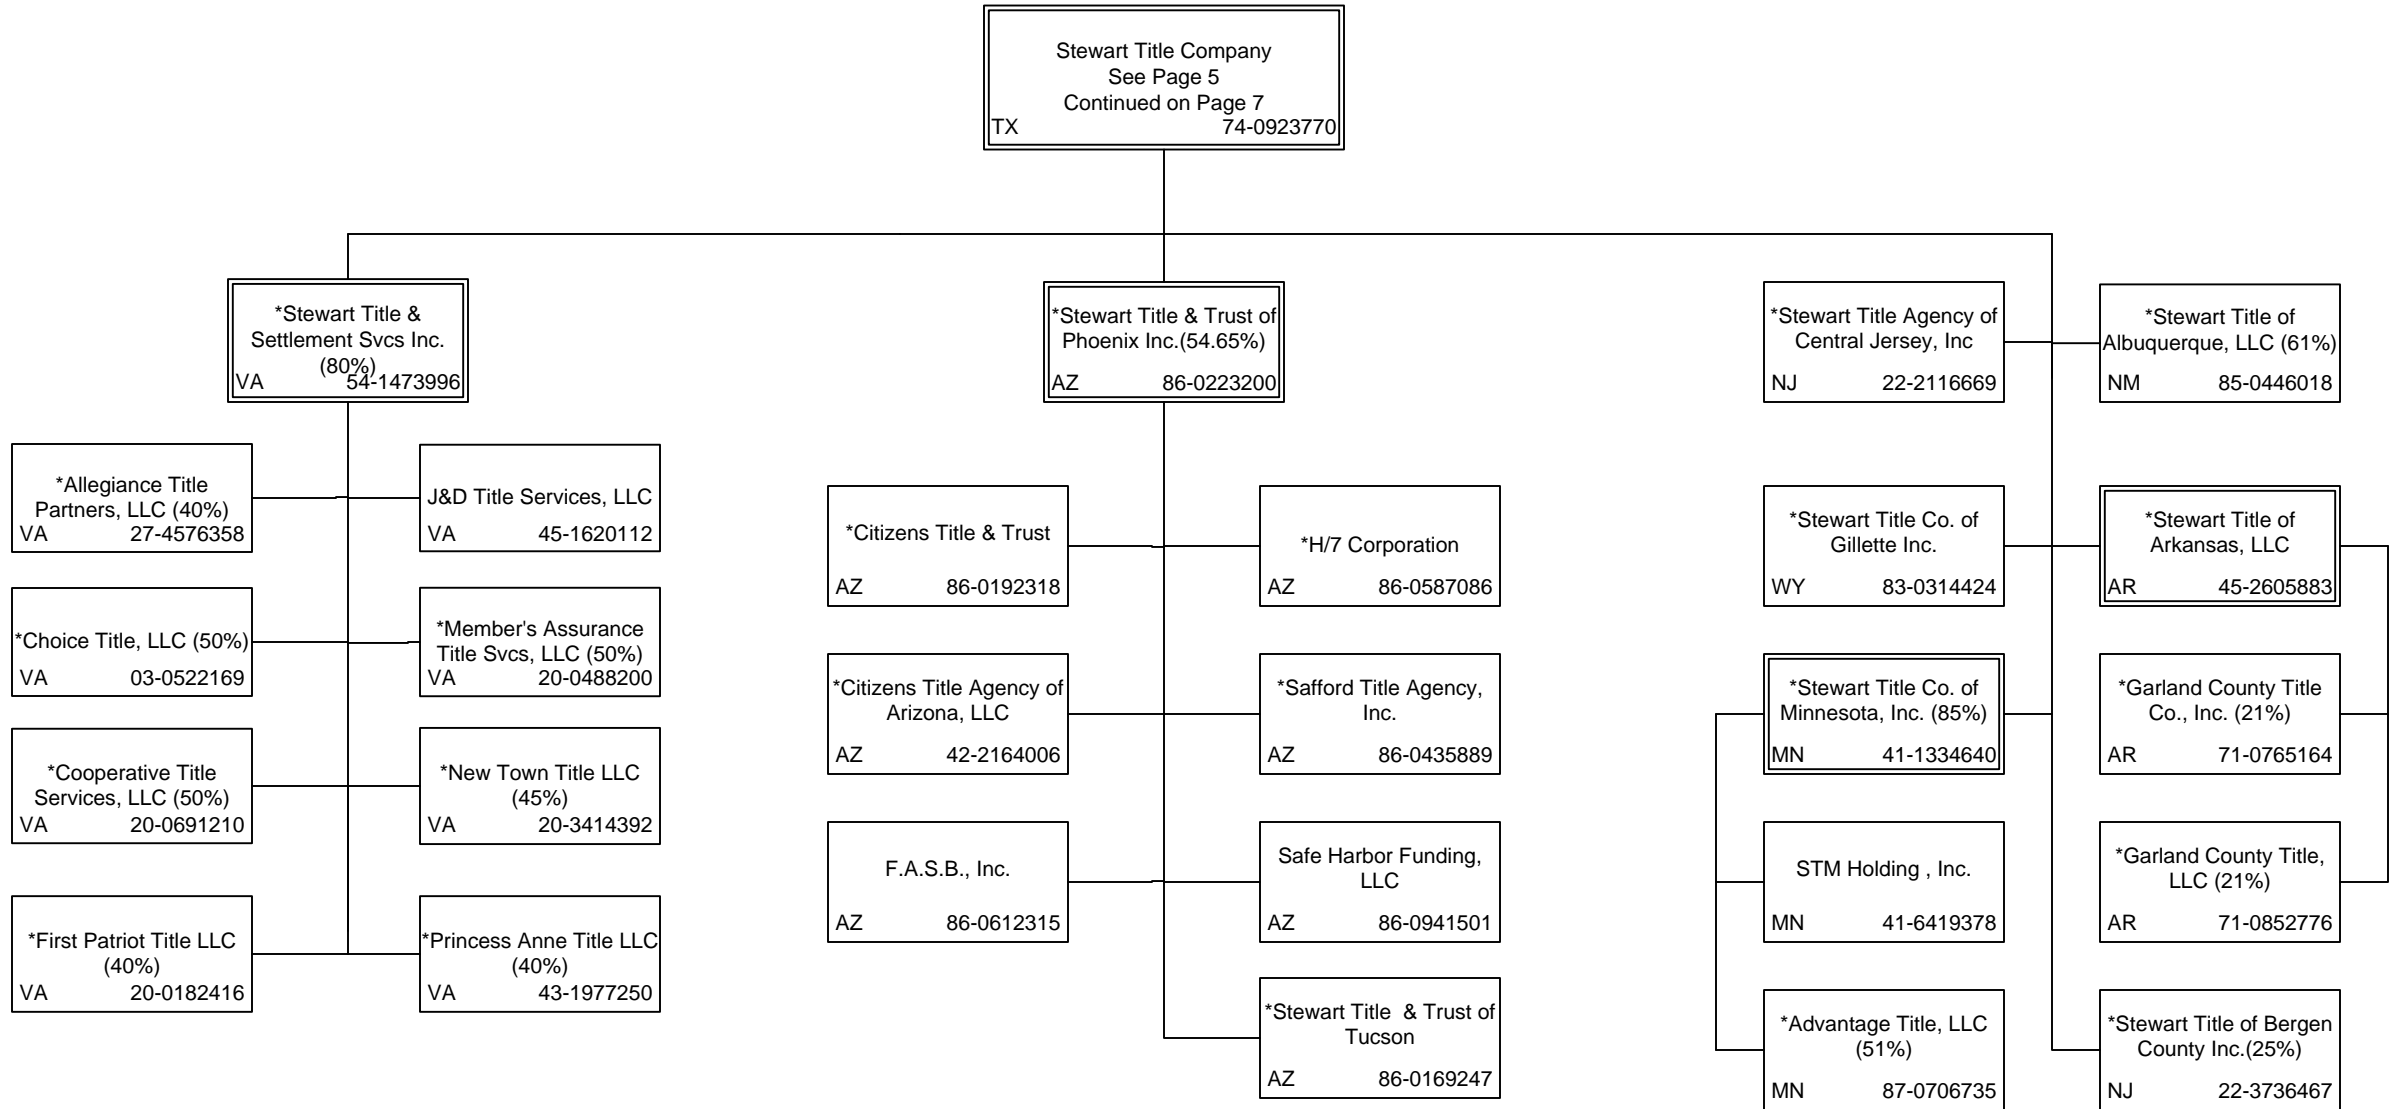 Stewart Title Company
See Page 5
Continued on Page 7
TX 74-0923770
*Stewart Title &
Settlement Svcs Inc.
(80%)
VA 54-1473996
*Allegiance Title
Partners, LLC (40%)
VA 27-4576358
J&D Title Services, LLC
VA 45-1620112
*Choice Title, LLC (50%)
VA 03-0522169
*Member's Assurance
Title Svcs, LLC (50%)
VA 20-0488200
*Cooperative Title
Services, LLC (50%)
VA 20-0691210
*New Town Title LLC
(45%)
VA 20-3414392
*First Patriot Title LLC
(40%)
VA 20-0182416
*Princess Anne Title LLC
(40%)
VA 43-1977250
*Stewart Title & Trust of
Phoenix Inc.(54.65%)
AZ 86-0223200
*Citizens Title & Trust
AZ 86-0192318
*H/7 Corporation
AZ 86-0587086
*Citizens Title Agency of
Arizona, LLC
AZ 42-2164006
*Safford Title Agency,
Inc.
AZ 86-0435889
F.A.S.B., Inc.
AZ 86-0612315
Safe Harbor Funding,
LLC
AZ 86-0941501
*Stewart Title & Trust of
Tucson
AZ 86-0169247
*Stewart Title Agency of
Central Jersey, Inc
NJ 22-2116669
*Stewart Title of
Albuquerque, LLC (61%)
NM 85-0446018
*Stewart Title Co. of
Gillette Inc.
WY 83-0314424
*Stewart Title of
Arkansas, LLC
AR 45-2605883
*Stewart Title Co. of
Minnesota, Inc. (85%)
MN 41-1334640
*Garland County Title
Co., Inc. (21%)
AR 71-0765164
STM Holding , Inc.
MN 41-6419378
*Garland County Title,
LLC (21%)
AR 71-0852776
*Advantage Title, LLC
(51%)
MN 87-0706735
*Stewart Title of Bergen
County Inc.(25%)
NJ 22-3736467